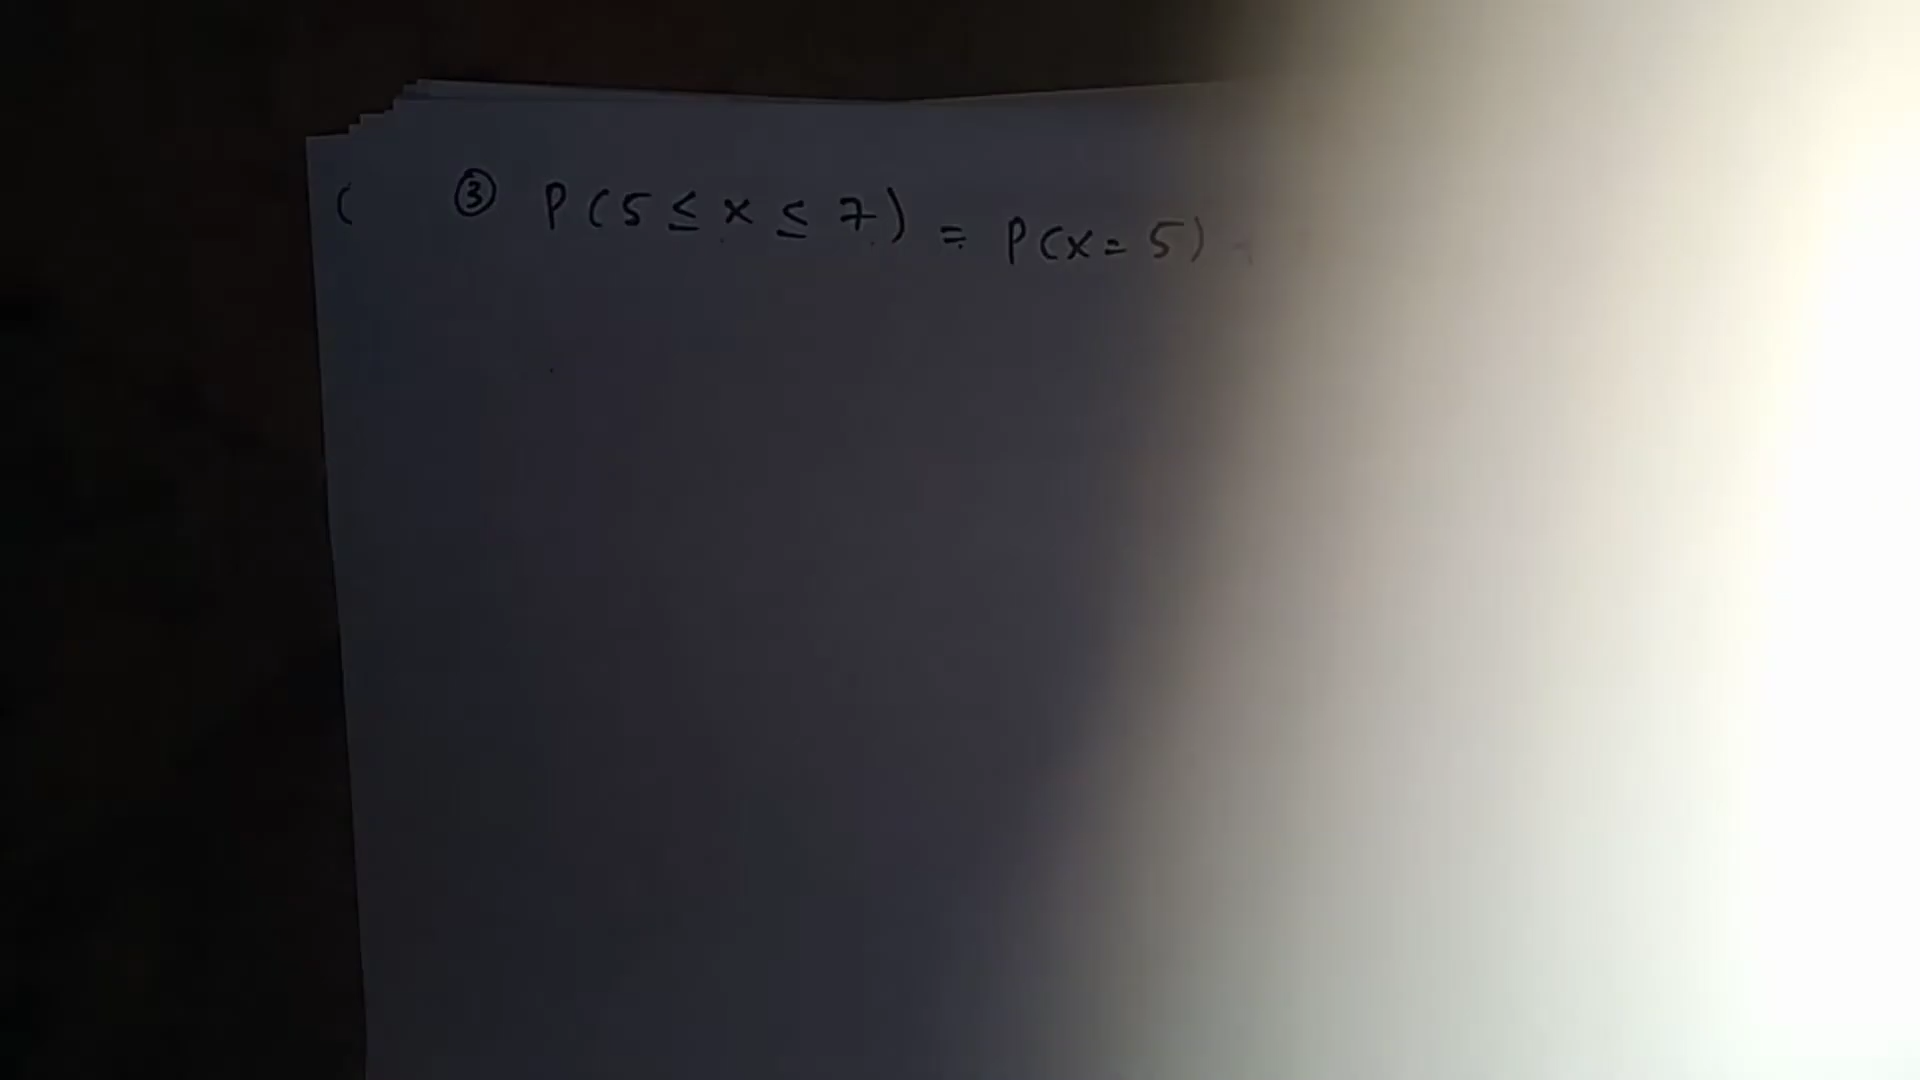 ( ③ P(5 ≤ x ≤ 7) = P(x = 5)